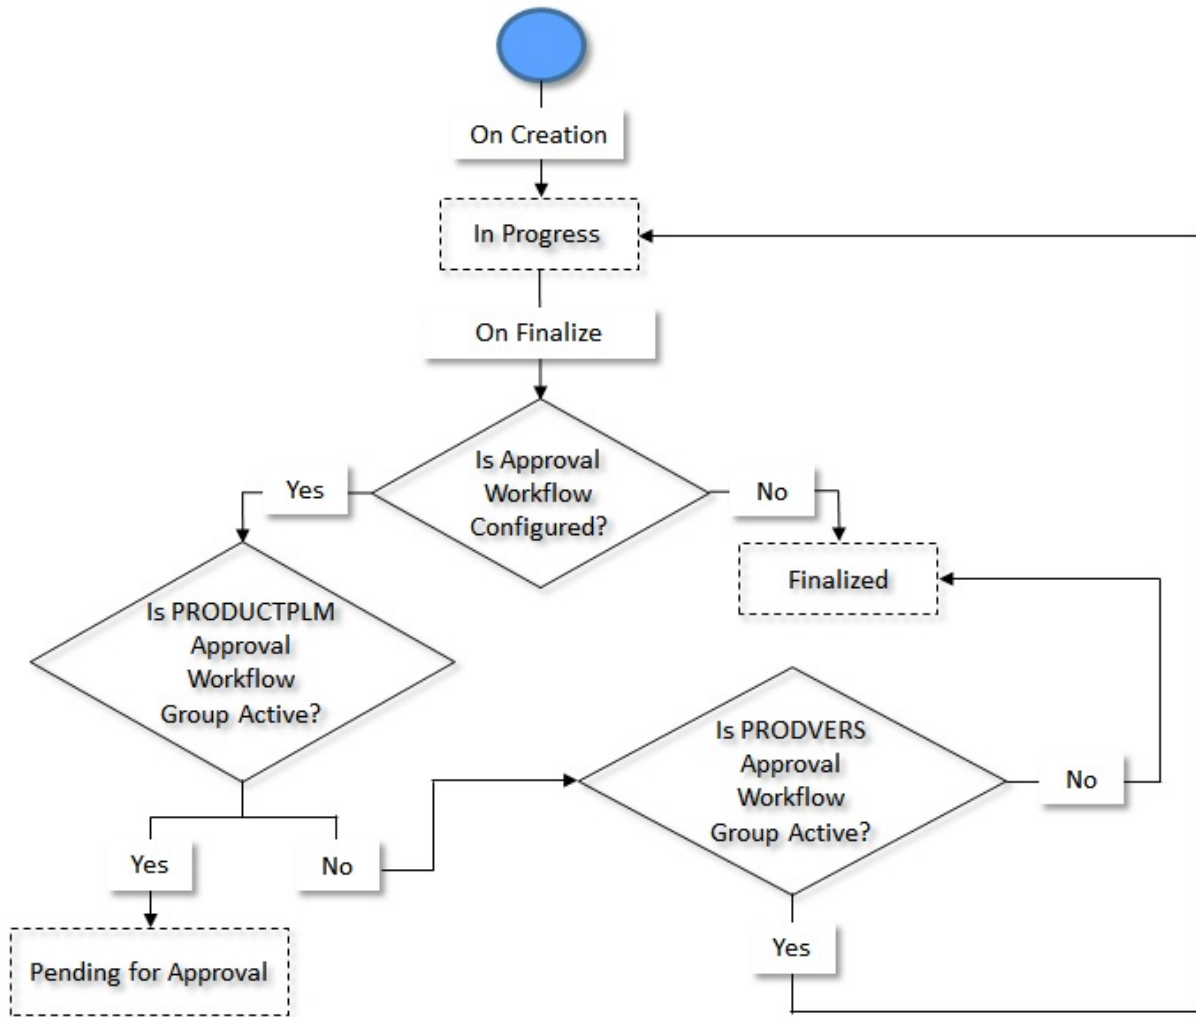 On Creation
In Progress
On Finalize
Is Approval
Workflow
Configured?
Yes
No
Finalized
Is PRODUCTPLM
Approval
Workflow
Group Active?
Is PRODVERS
Approval
Workflow
Group Active?
No
Yes
No
Pending for Approval
Yes